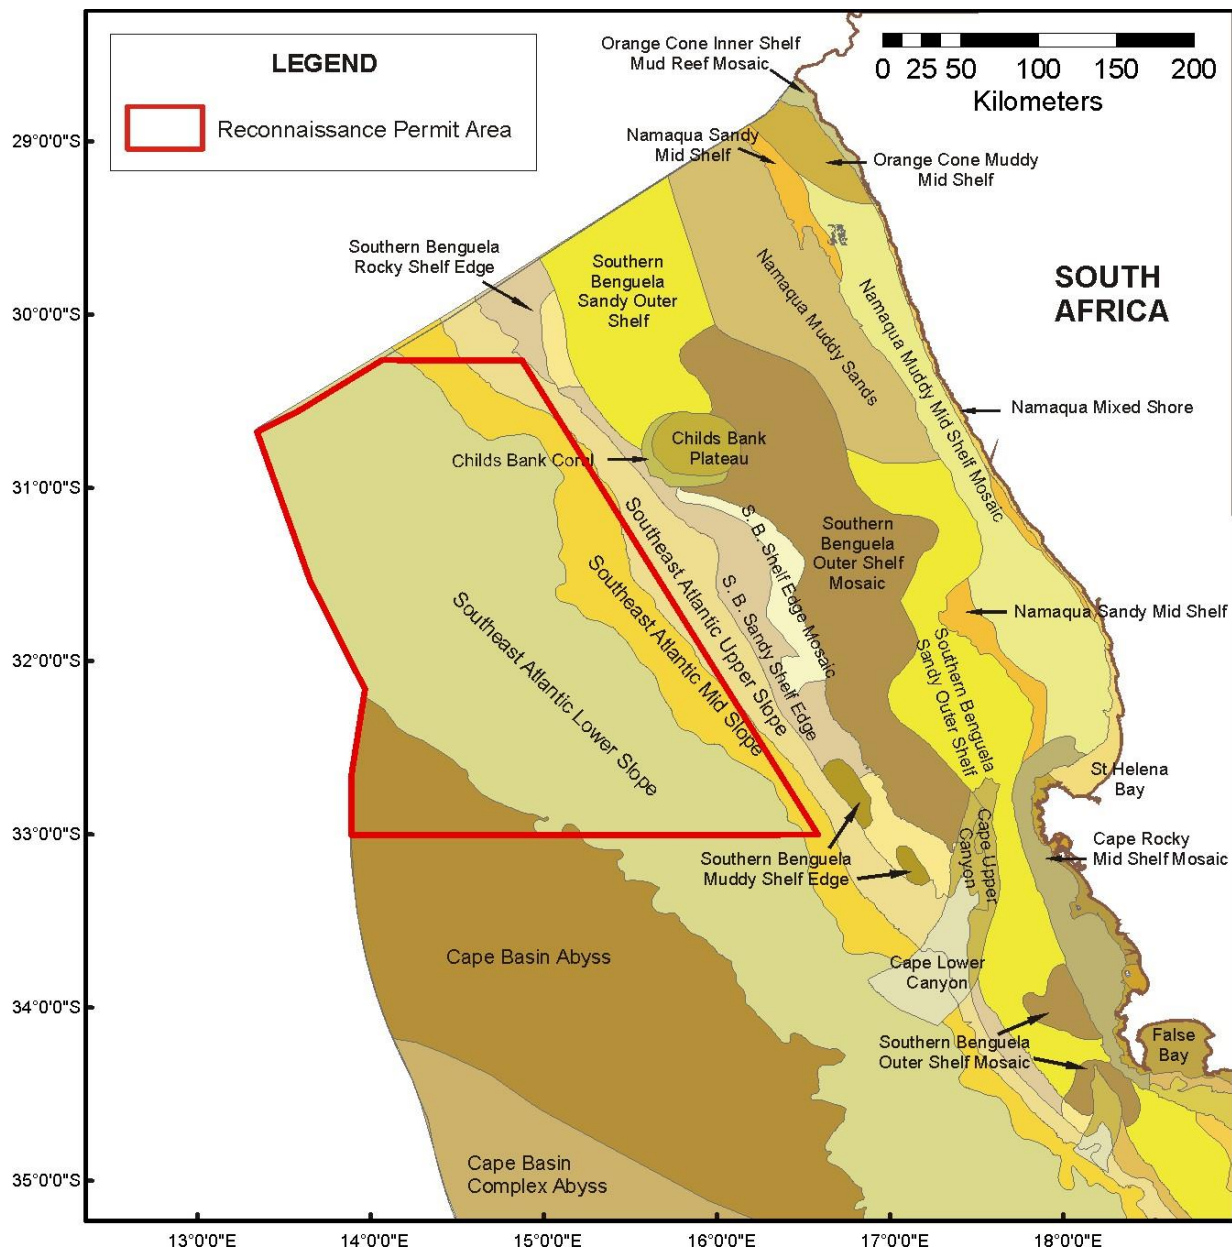 LEGEND
Reconnaissance Permit Area
Orange Cone Inner Shelf
Mud Reef Mosaic
0 25 50 100 150 200
Kilometers
Namaqua Sandy
Mid Shelf
Orange Cone Muddy
Mid Shelf
Southern Benguela
Rocky Shelf Edge
Southern
Benguela
Sandy Outer
Shelf
Namaqua Muddy Sands
Namaqua Muddy Mid Shelf Mosaic
SOUTH
AFRICA
Namaqua Mixed Shore
Childs Bank Coral
Childs Bank
Plateau
Southern
Benguela
Outer Shelf
Mosaic
S. B. Shelf Edge Mosaic
S. B. Sandy Shelf Edge
Southeast Atlantic Upper Slope
Southeast Atlantic Mid Slope
Southeast Atlantic Lower Slope
Namaqua Sandy Mid Shelf
Southern Benguela
Sandy Outer Shelf
St Helena
Bay
Cape Upper
Canyon
Cape Rocky
Mid Shelf Mosaic
Southern Benguela
Muddy Shelf Edge
Cape Basin Abyss
Cape Lower
Canyon
Southern Benguela
Outer Shelf Mosaic
False
Bay
Cape Basin
Complex Abyss
29°0'0"S
30°0'0"S
31°0'0"S
32°0'0"S
33°0'0"S
34°0'0"S
35°0'0"S
13°0'0"E
14°0'0"E
15°0'0"E
16°0'0"E
17°0'0"E
18°0'0"E